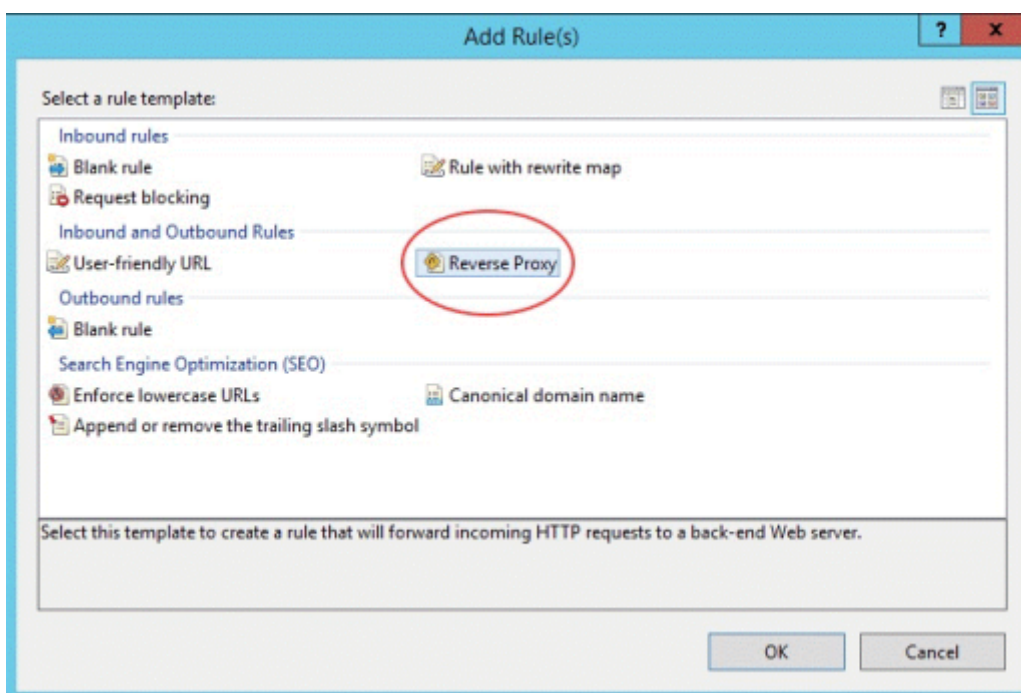 Add Rule(s)
? x
Select a rule template:
Inbound rules
Blank rule Rule with rewrite map
Request blocking
Inbound and Outbound Rules
User-friendly URL Reverse Proxy
Outbound rules
Blank rule
Search Engine Optimization (SEO)
Enforce lowercase URLs Canonical domain name
Append or remove the trailing slash symbol
Select this template to create a rule that will forward incoming HTTP requests to a back-end Web server.
OK Cancel